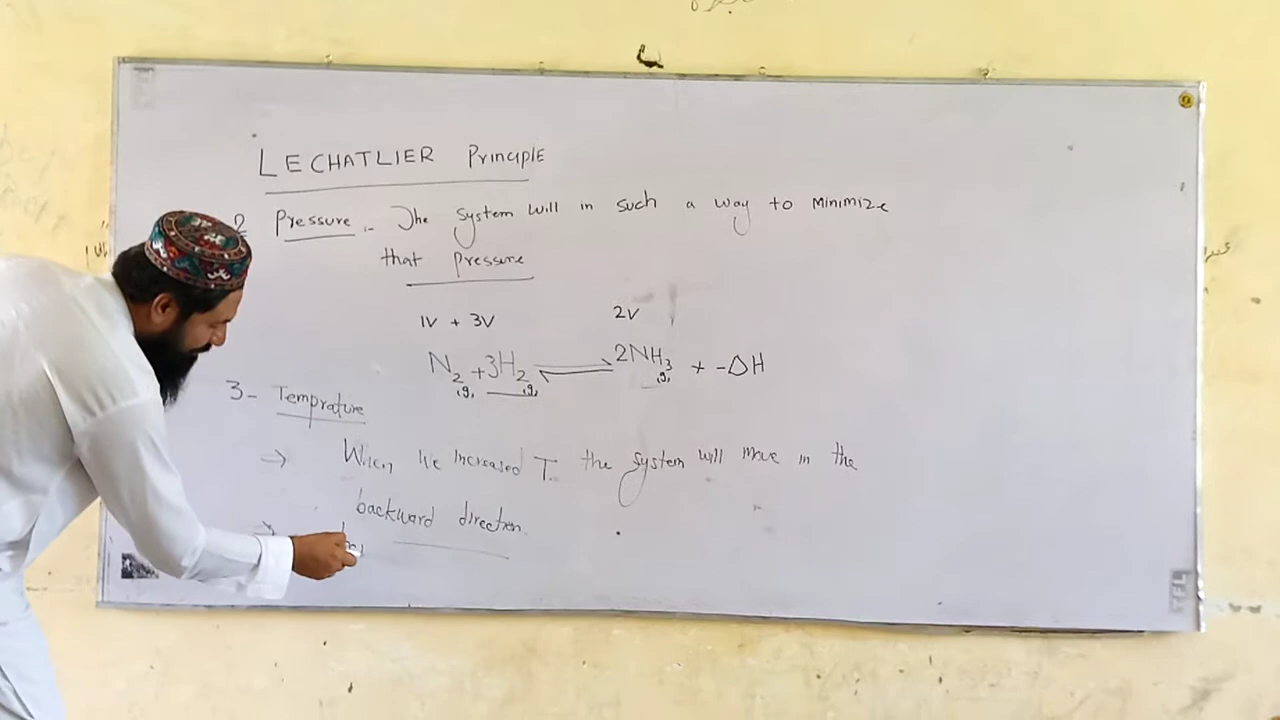 LECHATLIER Principle
2 Pressure :- The system will in such a way to minimize
that pressure
1V + 3V 2V
N₂(g) + 3H₂(g) ⇌ 2NH₃(g) + -ΔH
3- Temprature
⇒ When we increased T. the system will move in the
backward direction.
⇒